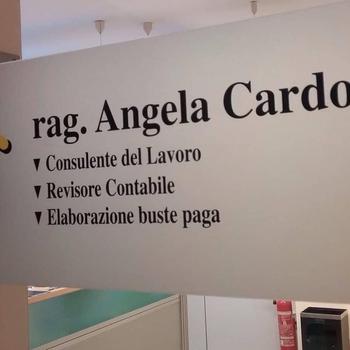 rag. Angela Cardo
▼ Consulente del Lavoro
▼ Revisore Contabile
▼ Elaborazione buste paga